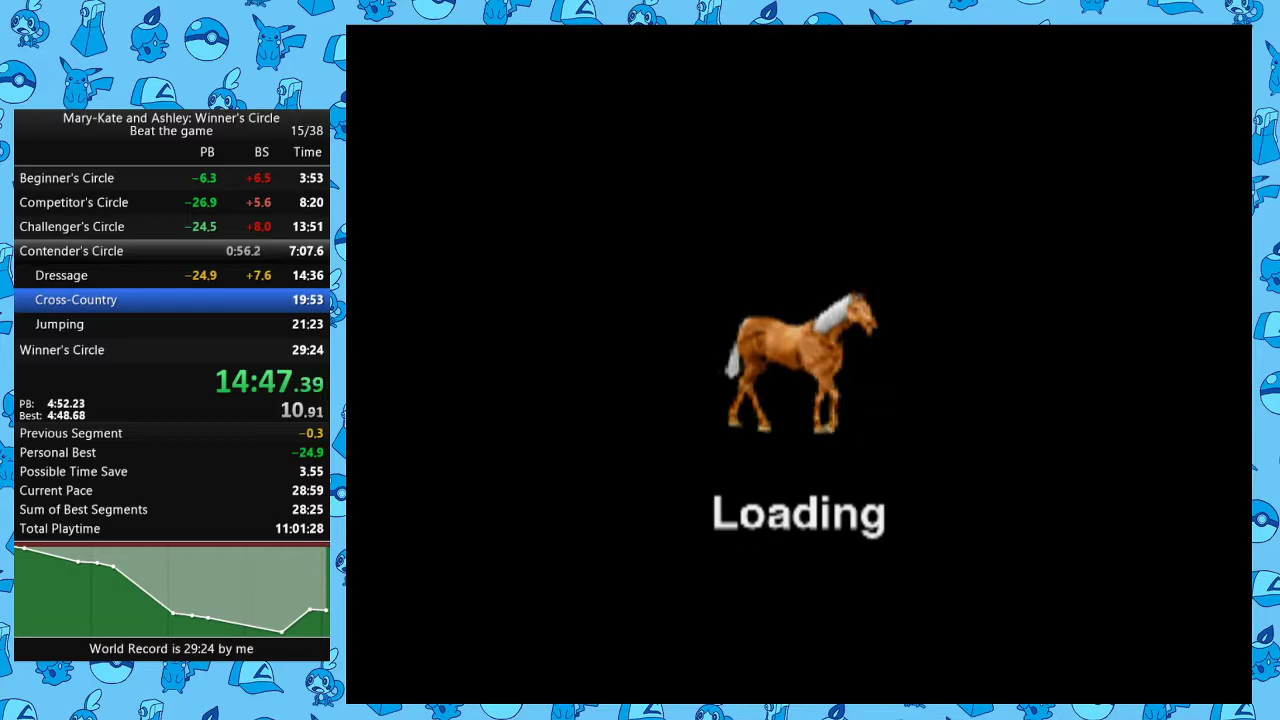 Mary-Kate and Ashley: Winner's Circle
Beat the game 15/38
PB BS Time
Beginner's Circle −6.3 +6.5 3:53
Competitor's Circle −26.9 +5.6 8:20
Challenger's Circle −24.5 +8.0 13:51
Contender's Circle 0:56.2 7:07.6
Dressage −24.9 +7.6 14:36
Cross-Country 19:53
Jumping 21:23
Winner's Circle 29:24
14:47.39
PB: 4:52.23
Best: 4:48.68
10.91
Previous Segment −0.3
Personal Best −24.9
Possible Time Save 3.55
Current Pace 28:59
Sum of Best Segments 28:25
Total Playtime 11:01:28
World Record is 29:24 by me
Loading